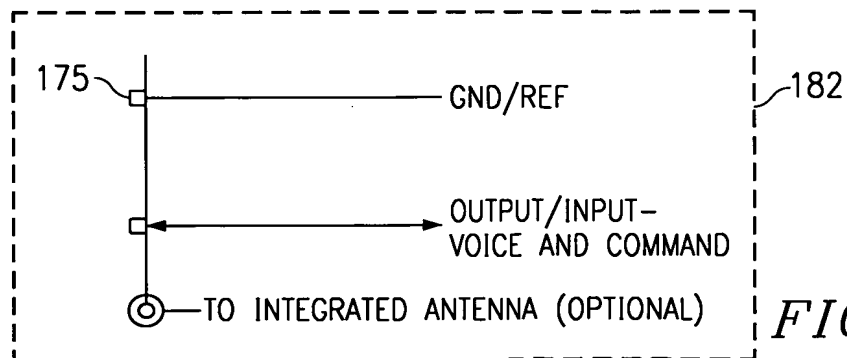 175
GND/REF
182
OUTPUT/INPUT-
VOICE AND COMMAND
TO INTEGRATED ANTENNA (OPTIONAL)